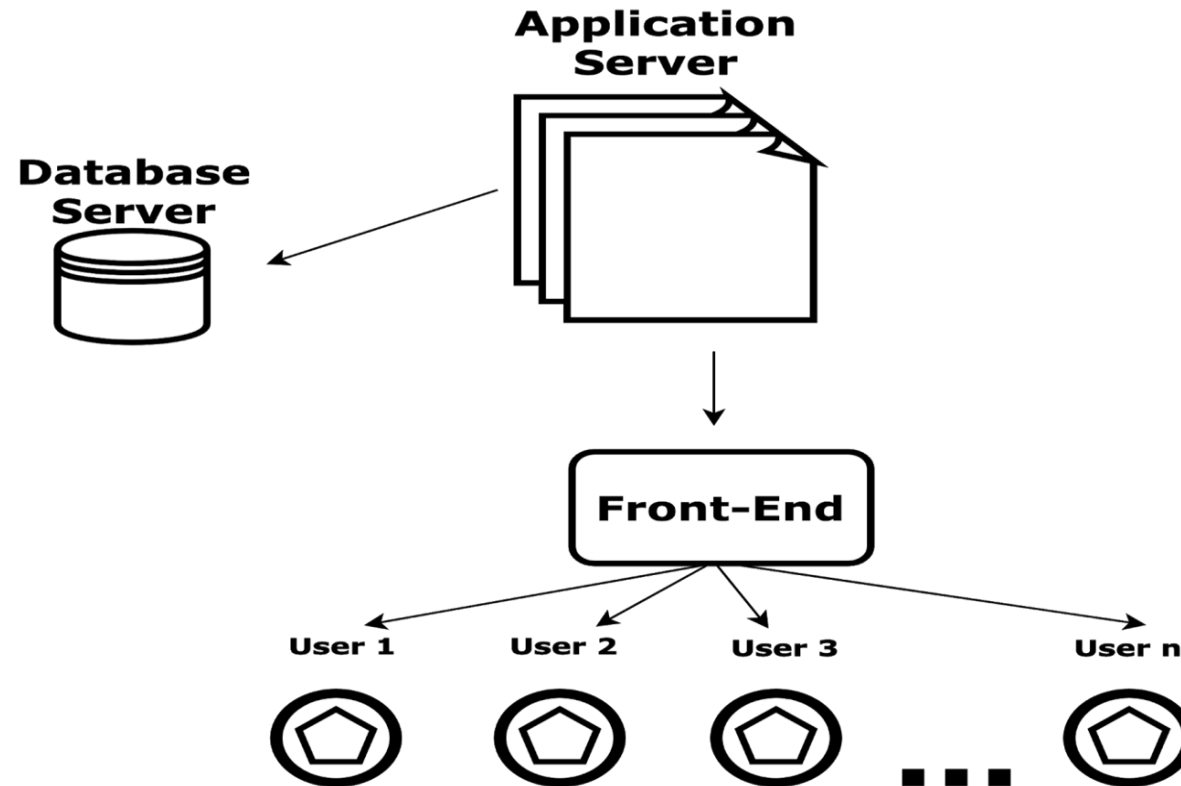 Application
Server
Database
Server
Front-End
User 1
User 2
User 3
User n